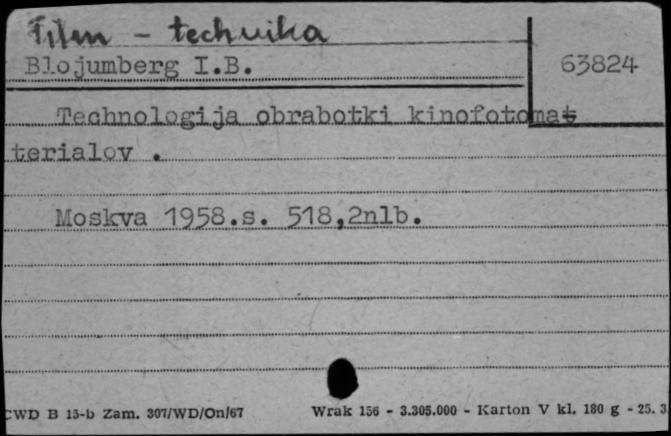 Film - technika
Blojumberg I.B.
63824
Technologija obrabotki kinofotomat
terialov .
Moskva 1958.s. 518,2nlb.
CWD B 15-b Zam. 307/WD/On/67 Wrak 156 - 3.305.000 - Karton V kl. 180 g - 25. 3